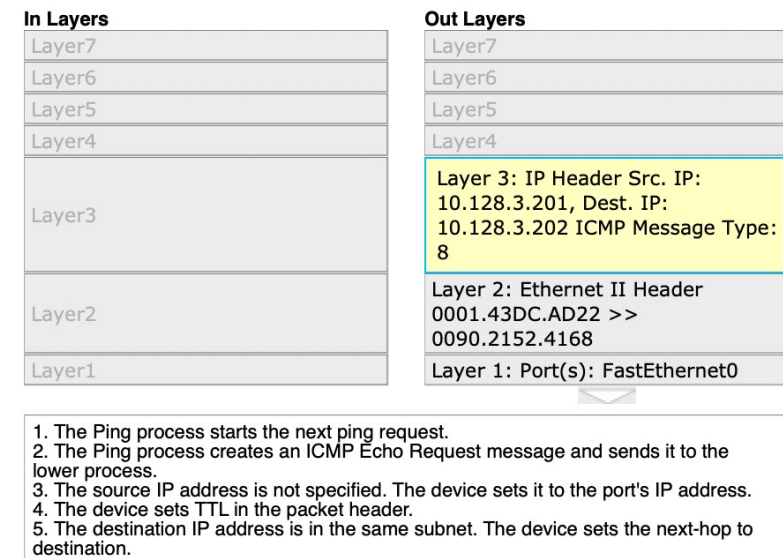 In Layers
Layer7
Layer6
Layer5
Layer4
Layer3
Layer2
Layer1
Out Layers
Layer7
Layer6
Layer5
Layer4
Layer 3: IP Header Src. IP:
10.128.3.201, Dest. IP:
10.128.3.202 ICMP Message Type:
8
Layer 2: Ethernet II Header
0001.43DC.AD22 >>
0090.2152.4168
Layer 1: Port(s): FastEthernet0
1. The Ping process starts the next ping request.
2. The Ping process creates an ICMP Echo Request message and sends it to the
lower process.
3. The source IP address is not specified. The device sets it to the port's IP address.
4. The device sets TTL in the packet header.
5. The destination IP address is in the same subnet. The device sets the next-hop to
destination.